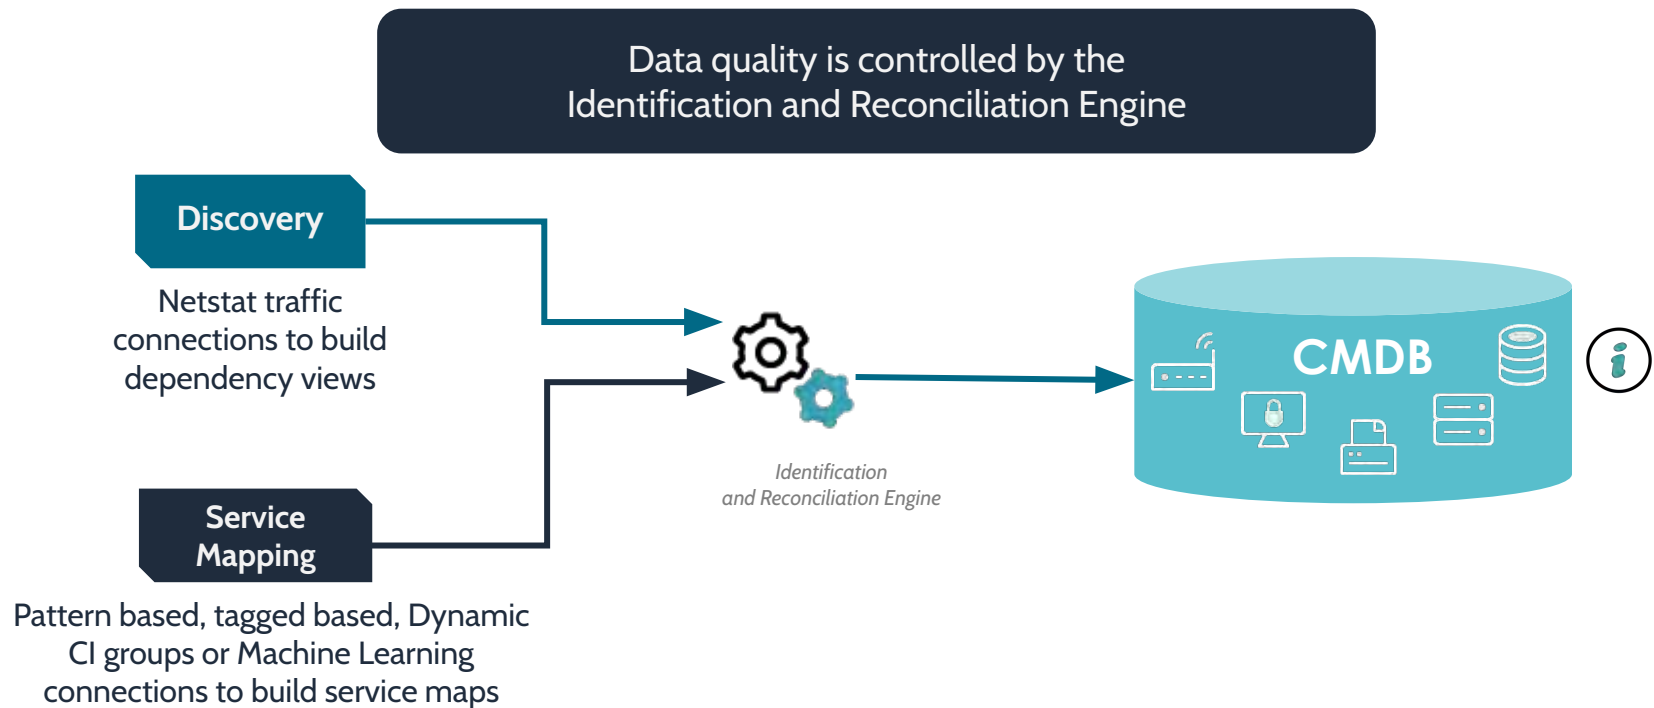 Data quality is controlled by the
Identification and Reconciliation Engine
Discovery
Netstat traffic
connections to build
dependency views
CMDB
i
Identification
and Reconciliation Engine
Service
Mapping
Pattern based, tagged based, Dynamic
CI groups or Machine Learning
connections to build service maps